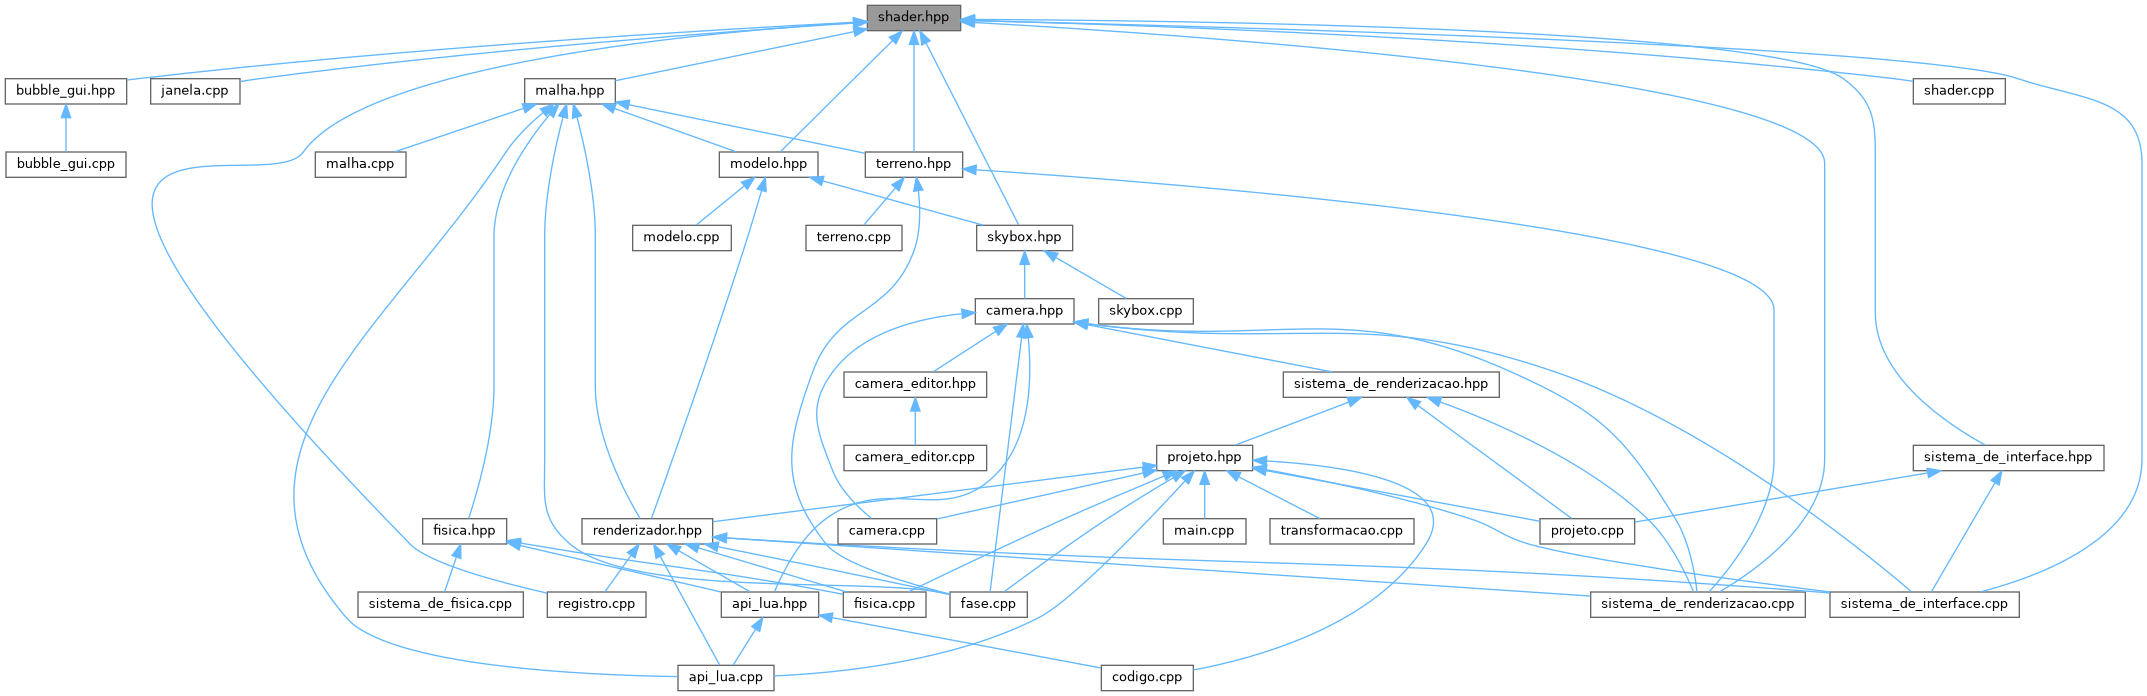 shader.hpp
bubble_gui.hpp
janela.cpp
malha.hpp
shader.cpp
bubble_gui.cpp
malha.cpp
modelo.hpp
terreno.hpp
modelo.cpp
terreno.cpp
skybox.hpp
camera.hpp
skybox.cpp
camera_editor.hpp
sistema_de_renderizacao.hpp
camera_editor.cpp
projeto.hpp
sistema_de_interface.hpp
fisica.hpp
renderizador.hpp
camera.cpp
main.cpp
transformacao.cpp
projeto.cpp
sistema_de_fisica.cpp
registro.cpp
api_lua.hpp
fisica.cpp
fase.cpp
sistema_de_renderizacao.cpp
sistema_de_interface.cpp
api_lua.cpp
codigo.cpp